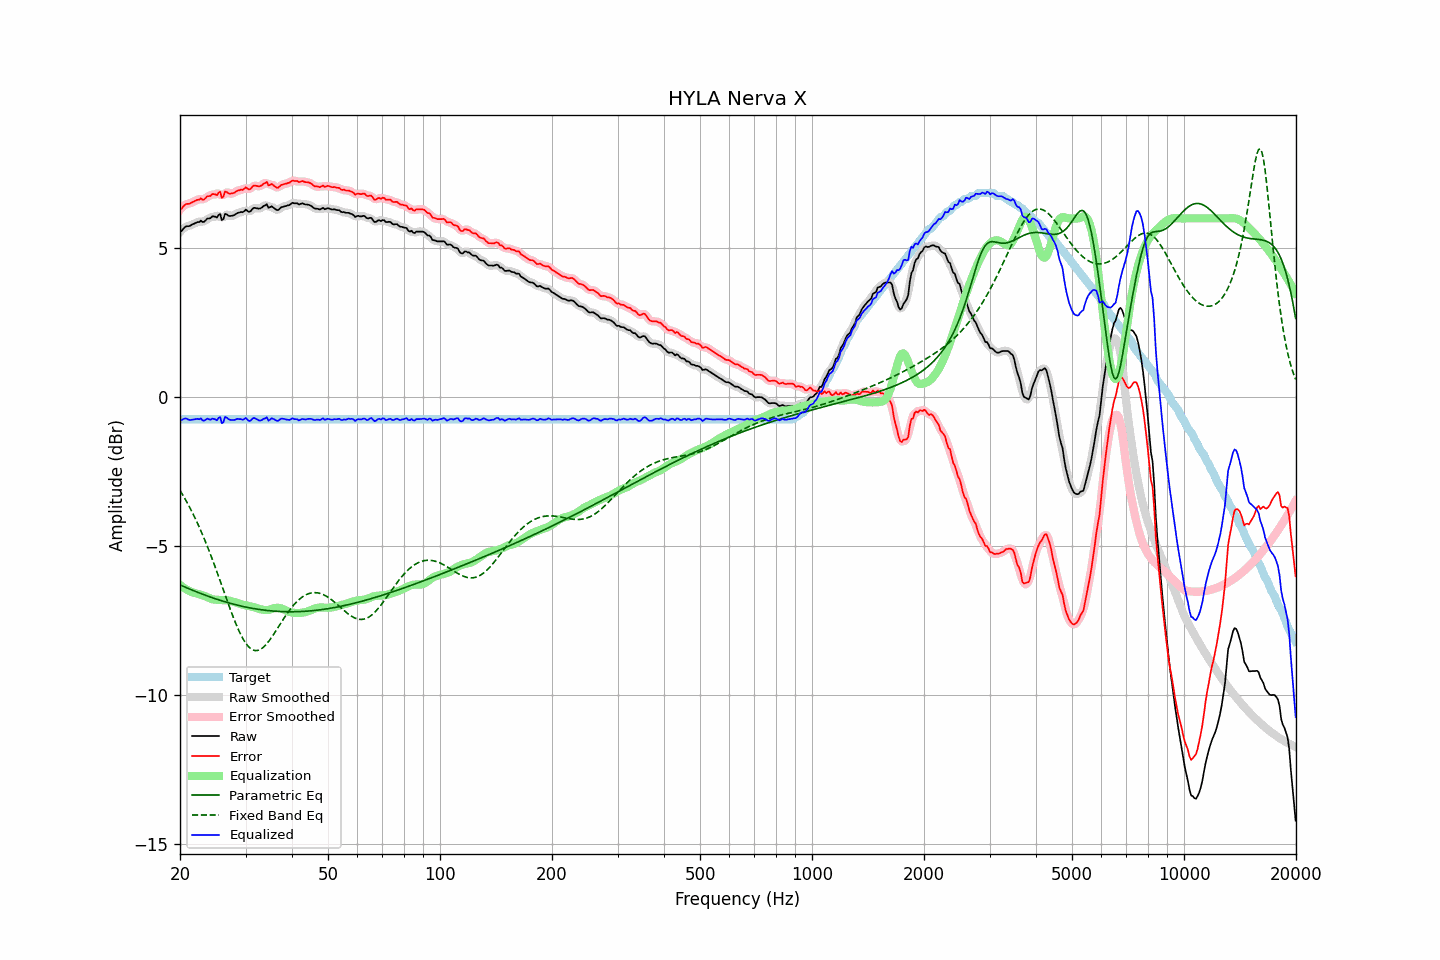 HYLA Nerva X
Amplitude (dBr)
5
0
−5
−10
−15
Target
Raw Smoothed
Error Smoothed
Raw
Error
Equalization
Parametric Eq
Fixed Band Eq
Equalized
20 50 100 200 500 1000 2000 5000 10000 20000
Frequency (Hz)